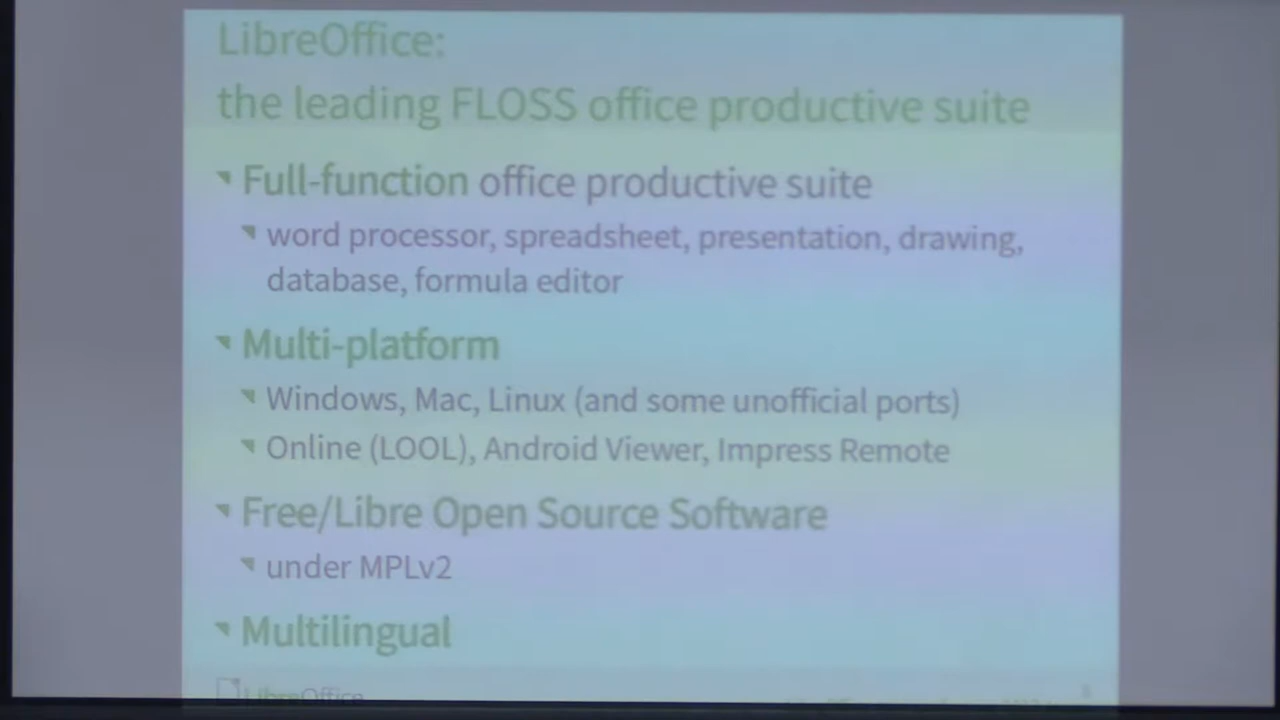 LibreOffice:
the leading FLOSS office productive suite
Full-function office productive suite
word processor, spreadsheet, presentation, drawing,
database, formula editor
Multi-platform
Windows, Mac, Linux (and some unofficial ports)
Online (LOOL), Android Viewer, Impress Remote
Free/Libre Open Source Software
under MPLv2
Multilingual
LibreOffice